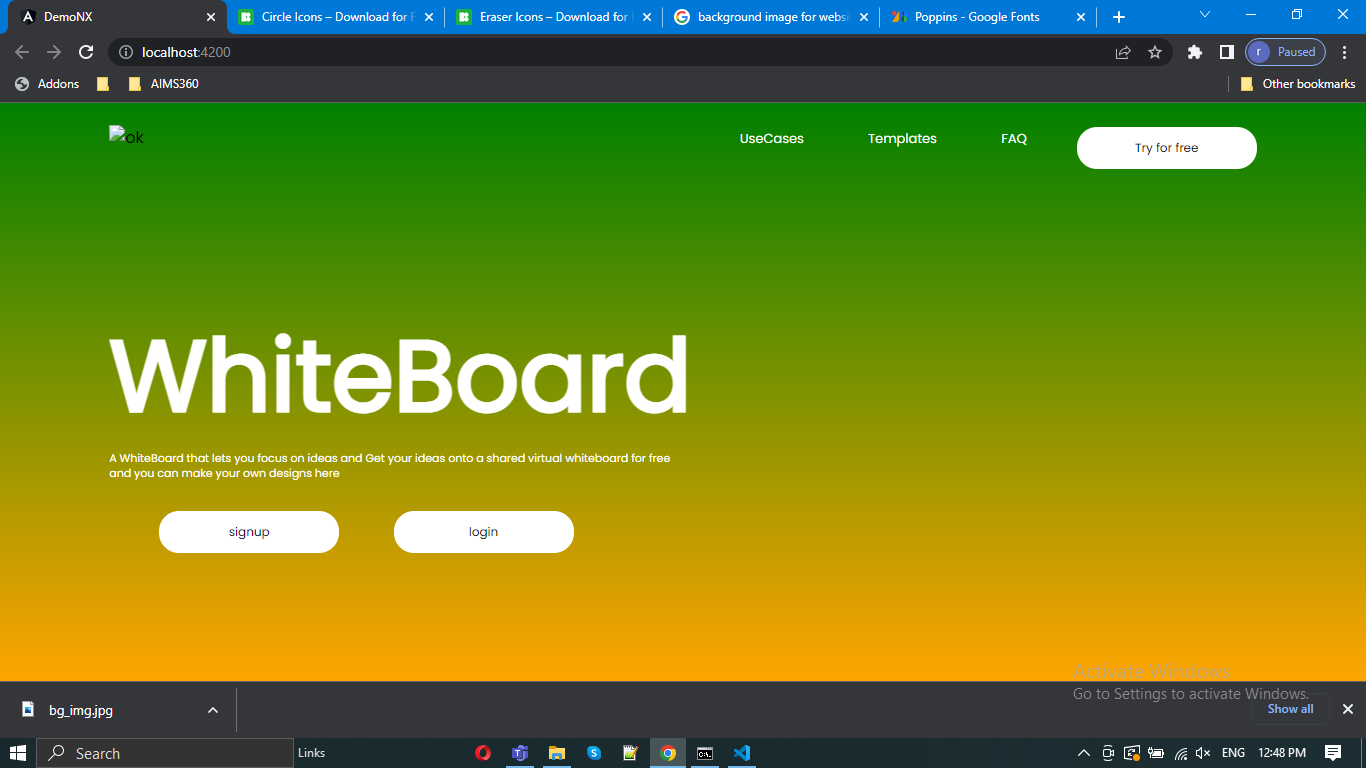 DemoNX
Circle Icons – Download for F
Eraser Icons – Download for
background image for websi
Poppins - Google Fonts
localhost:4200
r Paused
Addons
AIMS360
Other bookmarks
ok
UseCases
Templates
FAQ
Try for free
WhiteBoard
A WhiteBoard that lets you focus on ideas and Get your ideas onto a shared virtual whiteboard for free
and you can make your own designs here
signup
login
Activate Windows
Go to Settings to activate Windows.
bg_img.jpg
Show all
Search
Links
ENG
12:48 PM